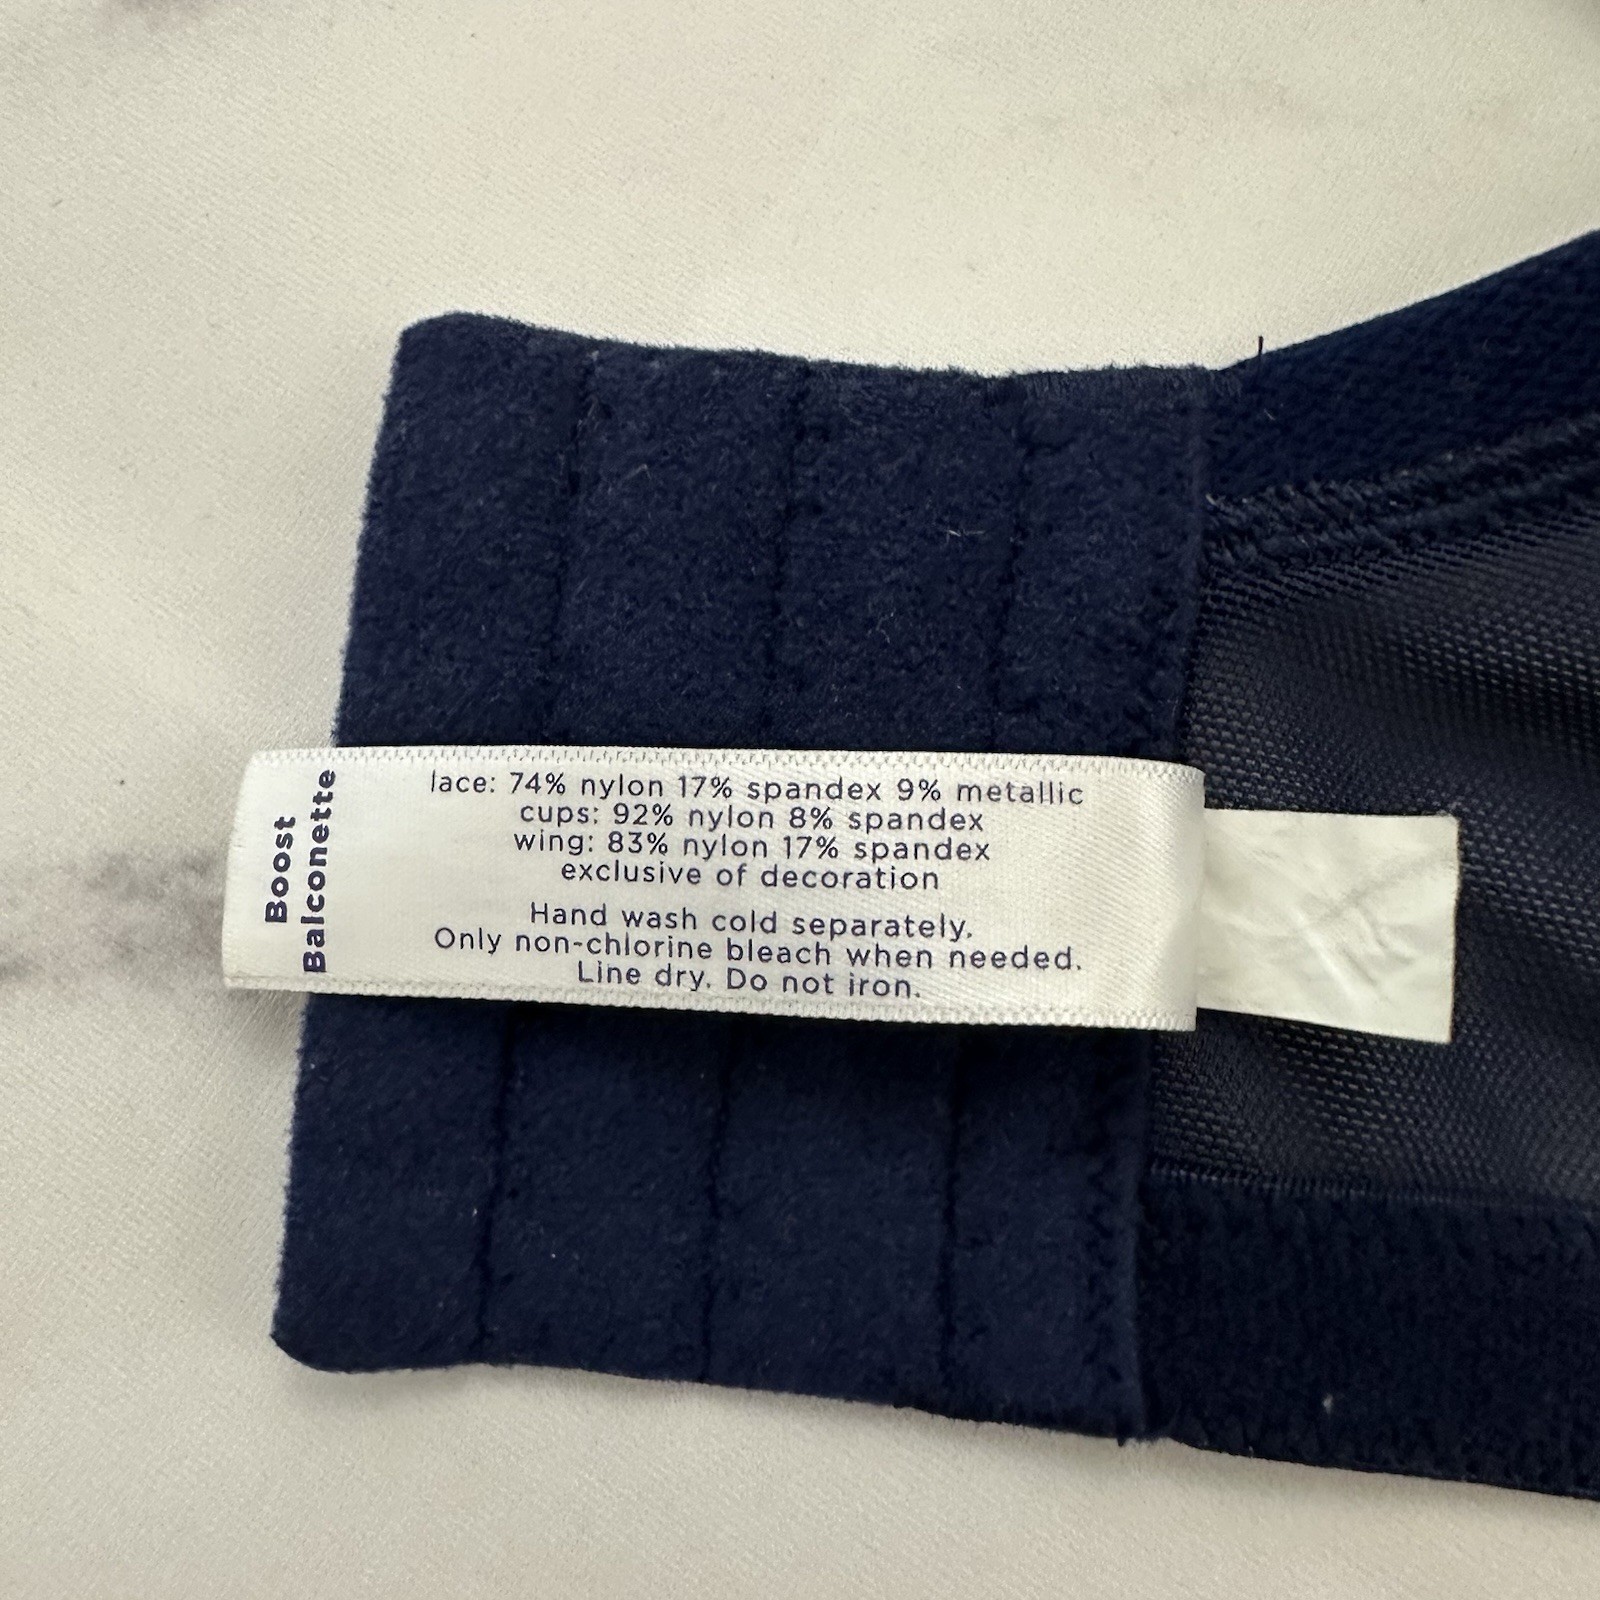 Boost
Balconette
lace: 74% nylon 17% spandex 9% metallic
cups: 92% nylon 8% spandex
wing: 83% nylon 17% spandex
exclusive of decoration
Hand wash cold separately.
Only non-chlorine bleach when needed.
Line dry. Do not iron.